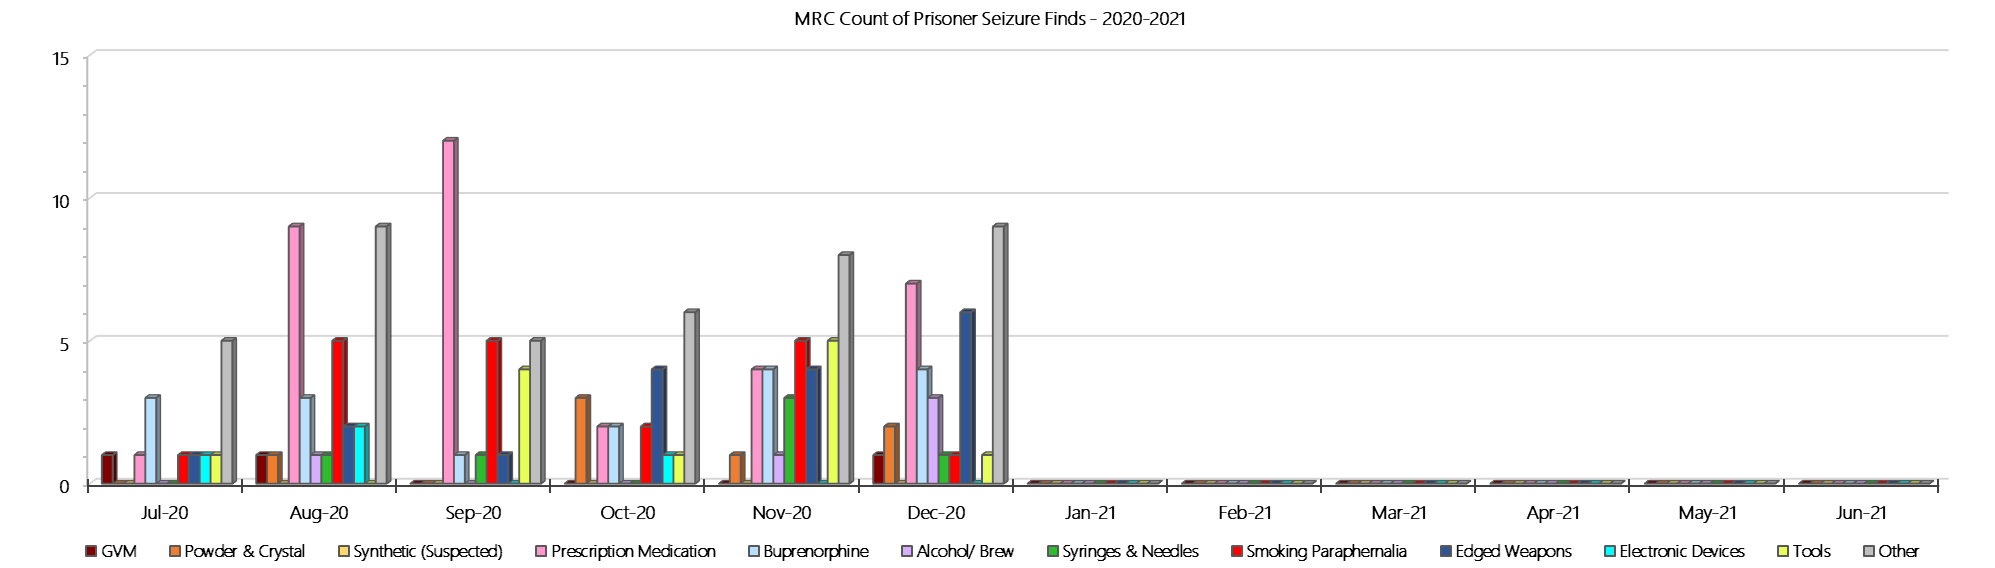 MRC Count of Prisoner Seizure Finds - 2020-2021
15
10
5
0
Jul-20 Aug-20 Sep-20 Oct-20 Nov-20 Dec-20 Jan-21 Feb-21 Mar-21 Apr-21 May-21 Jun-21
GVM Powder & Crystal Synthetic (Suspected) Prescription Medication Buprenorphine Alcohol/ Brew Syringes & Needles Smoking Paraphernalia Edged Weapons Electronic Devices Tools Other